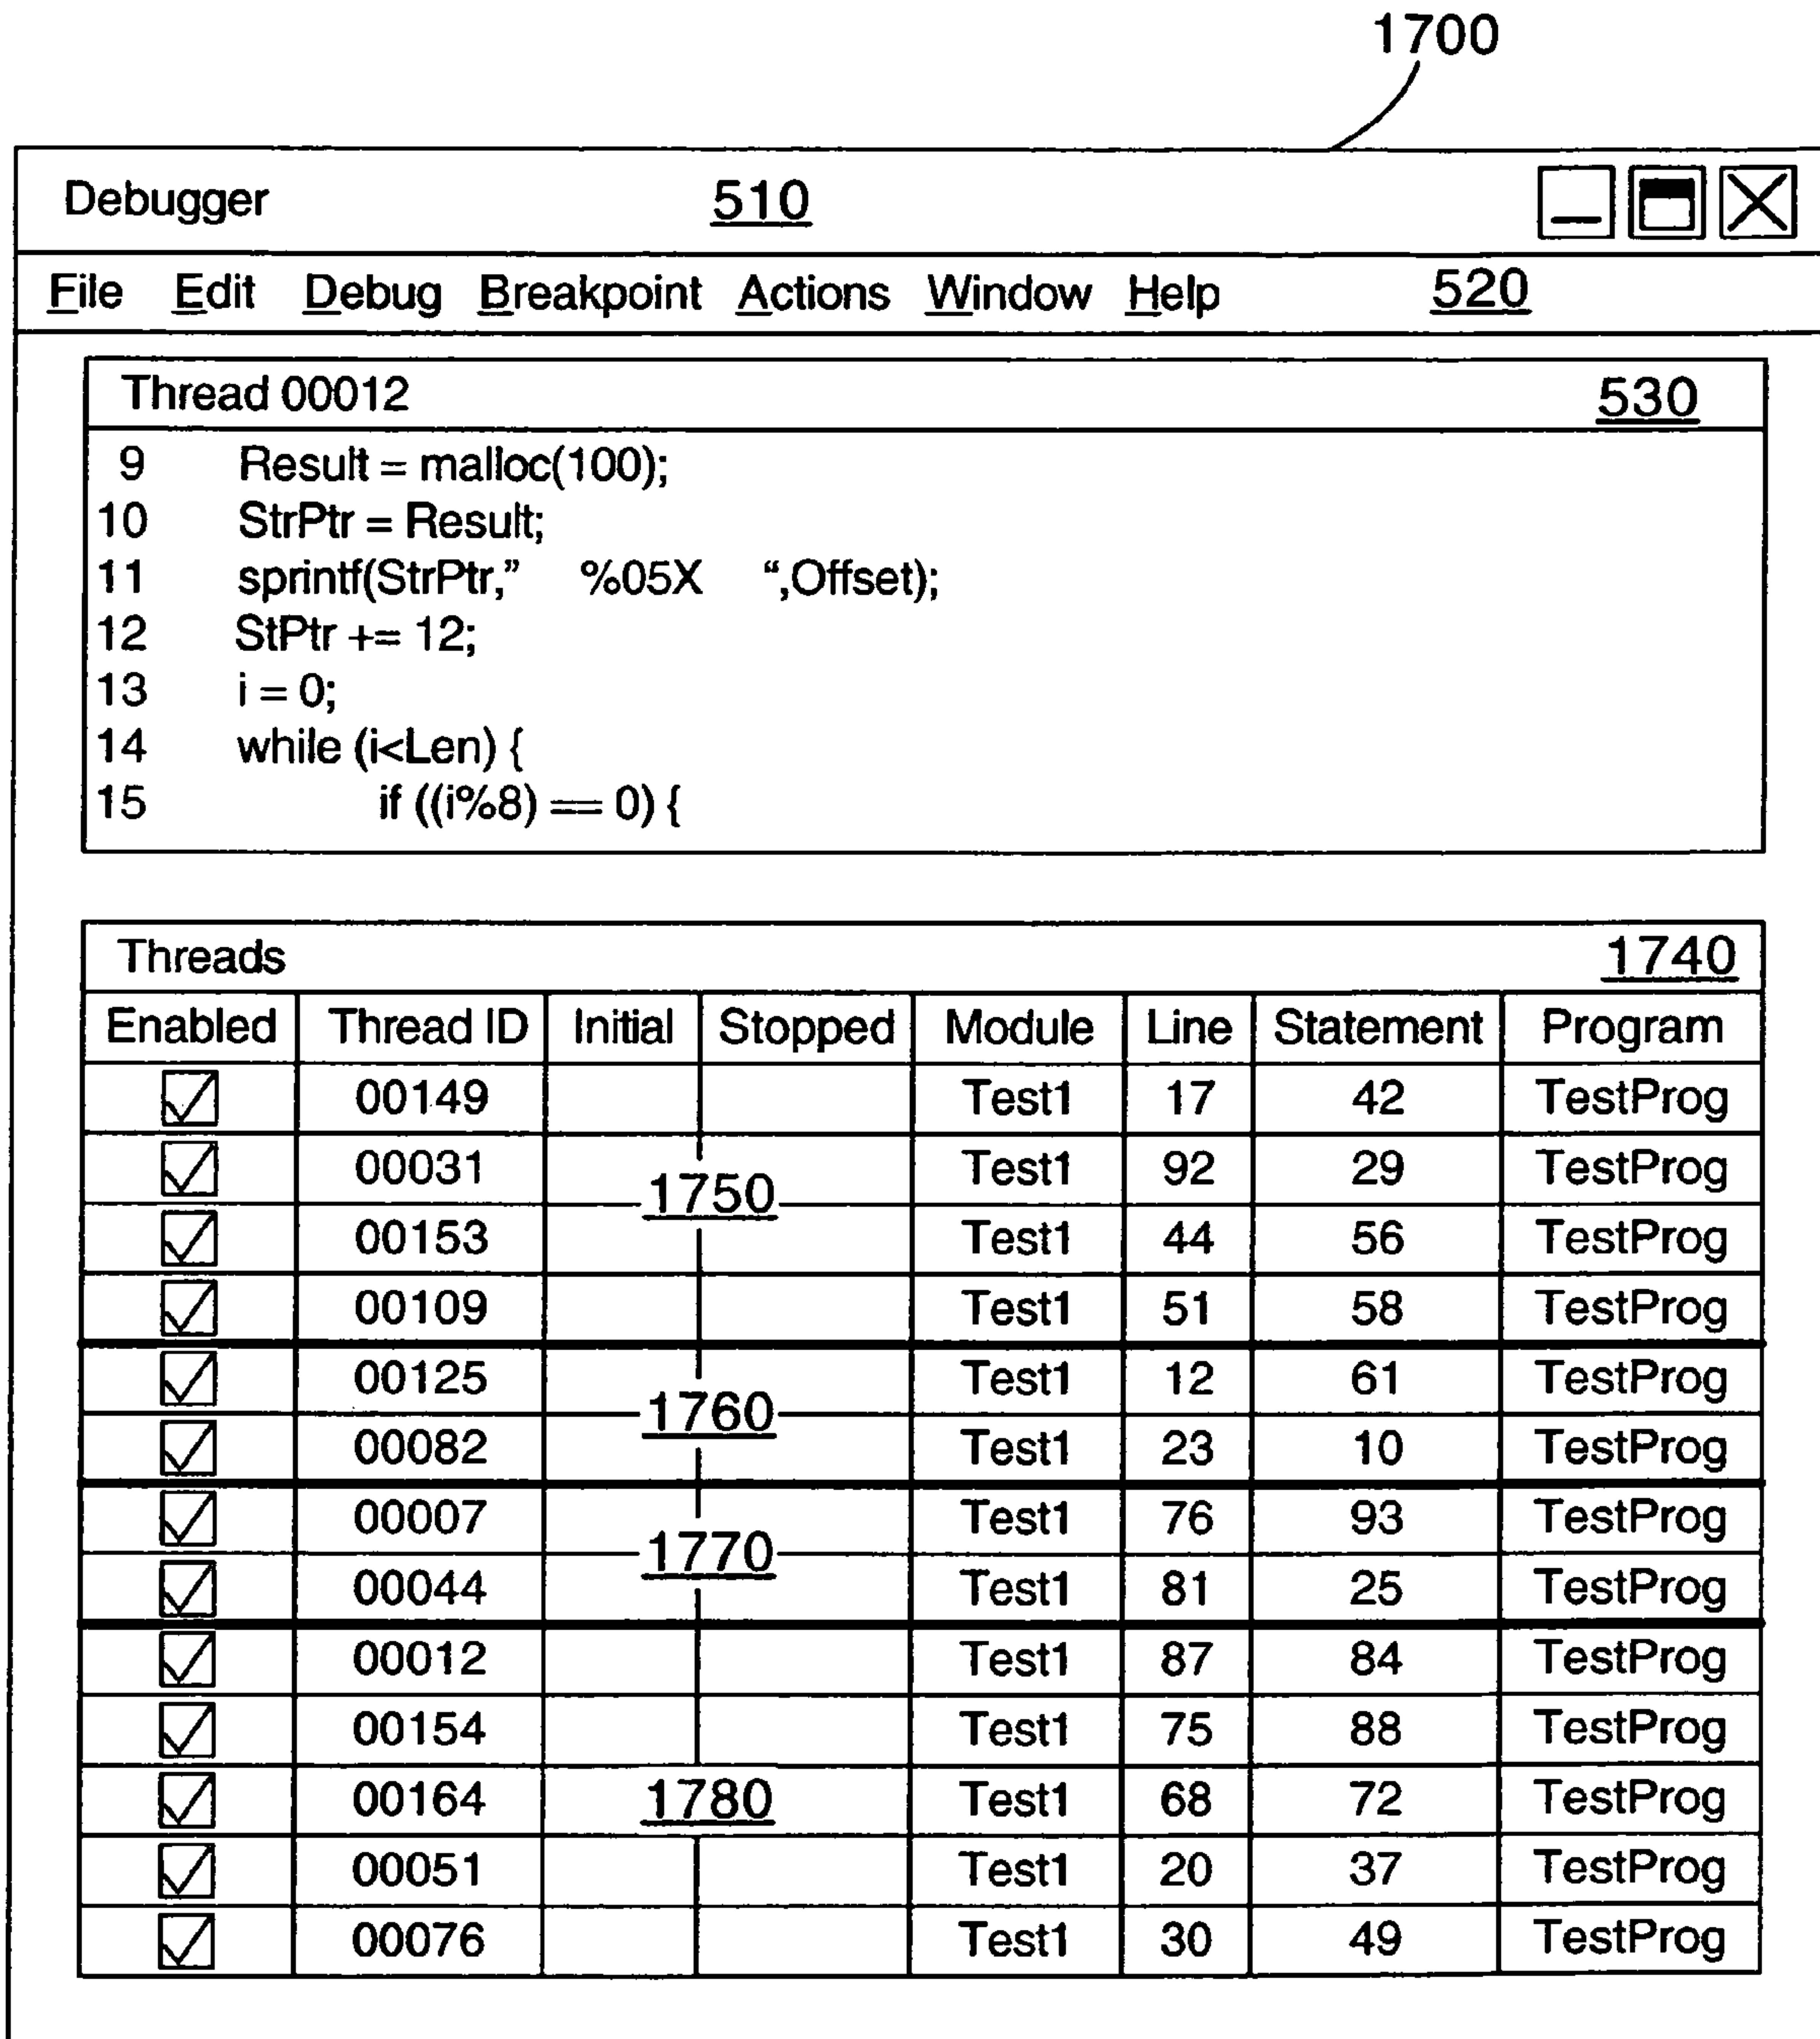 1700
Debugger 510
File Edit Debug Breakpoint Actions Window Help 520
Thread 00012 530
9 Result = malloc(100);
10 StrPtr = Result;
11 sprintf(StrPtr,” %05X “,Offset);
12 StPtr += 12;
13 i = 0;
14 while (i<Len) {
15 if ((i%8) == 0) {
Threads 1740
Enabled Thread ID Initial Stopped Module Line Statement Program
00149 Test1 17 42 TestProg
00031 Test1 92 29 TestProg
1750
00153 Test1 44 56 TestProg
00109 Test1 51 58 TestProg
00125 Test1 12 61 TestProg
1760
00082 Test1 23 10 TestProg
00007 Test1 76 93 TestProg
1770
00044 Test1 81 25 TestProg
00012 Test1 87 84 TestProg
00154 Test1 75 88 TestProg
00164 1780 Test1 68 72 TestProg
00051 Test1 20 37 TestProg
00076 Test1 30 49 TestProg